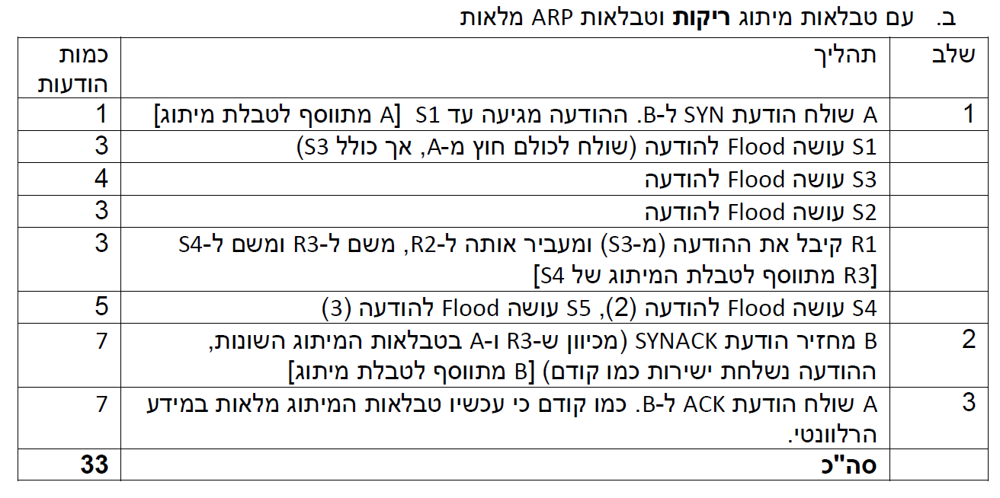 ב. עם טבלאות מיתוג ריקות וטבלאות ARP מלאות
שלב תהליך כמות
הודעות
1 A שולח הודעת SYN ל-B. ההודעה מגיעה עד S1 [A מתווסף לטבלת מיתוג] 1
S1 עושה Flood להודעה (שולח לכולם חוץ מ-A, אך כולל S3) 3
S3 עושה Flood להודעה 4
S2 עושה Flood להודעה 3
R1 קיבל את ההודעה (מ-S3) ומעביר אותה ל-R2, משם ל-R3 ומשם ל-S4 3
[R3 מתווסף לטבלת המיתוג של S4]
S4 עושה Flood להודעה (2), S5 עושה Flood להודעה (3) 5
2 B מחזיר הודעת SYNACK (מכיוון ש-R3 ו-A בטבלאות המיתוג השונות, 7
ההודעה נשלחת ישירות כמו קודם) [B מתווסף לטבלת מיתוג]
3 A שולח הודעת ACK ל-B. כמו קודם כי עכשיו טבלאות המיתוג מלאות במידע 7
הרלוונטי.
סה"כ 33